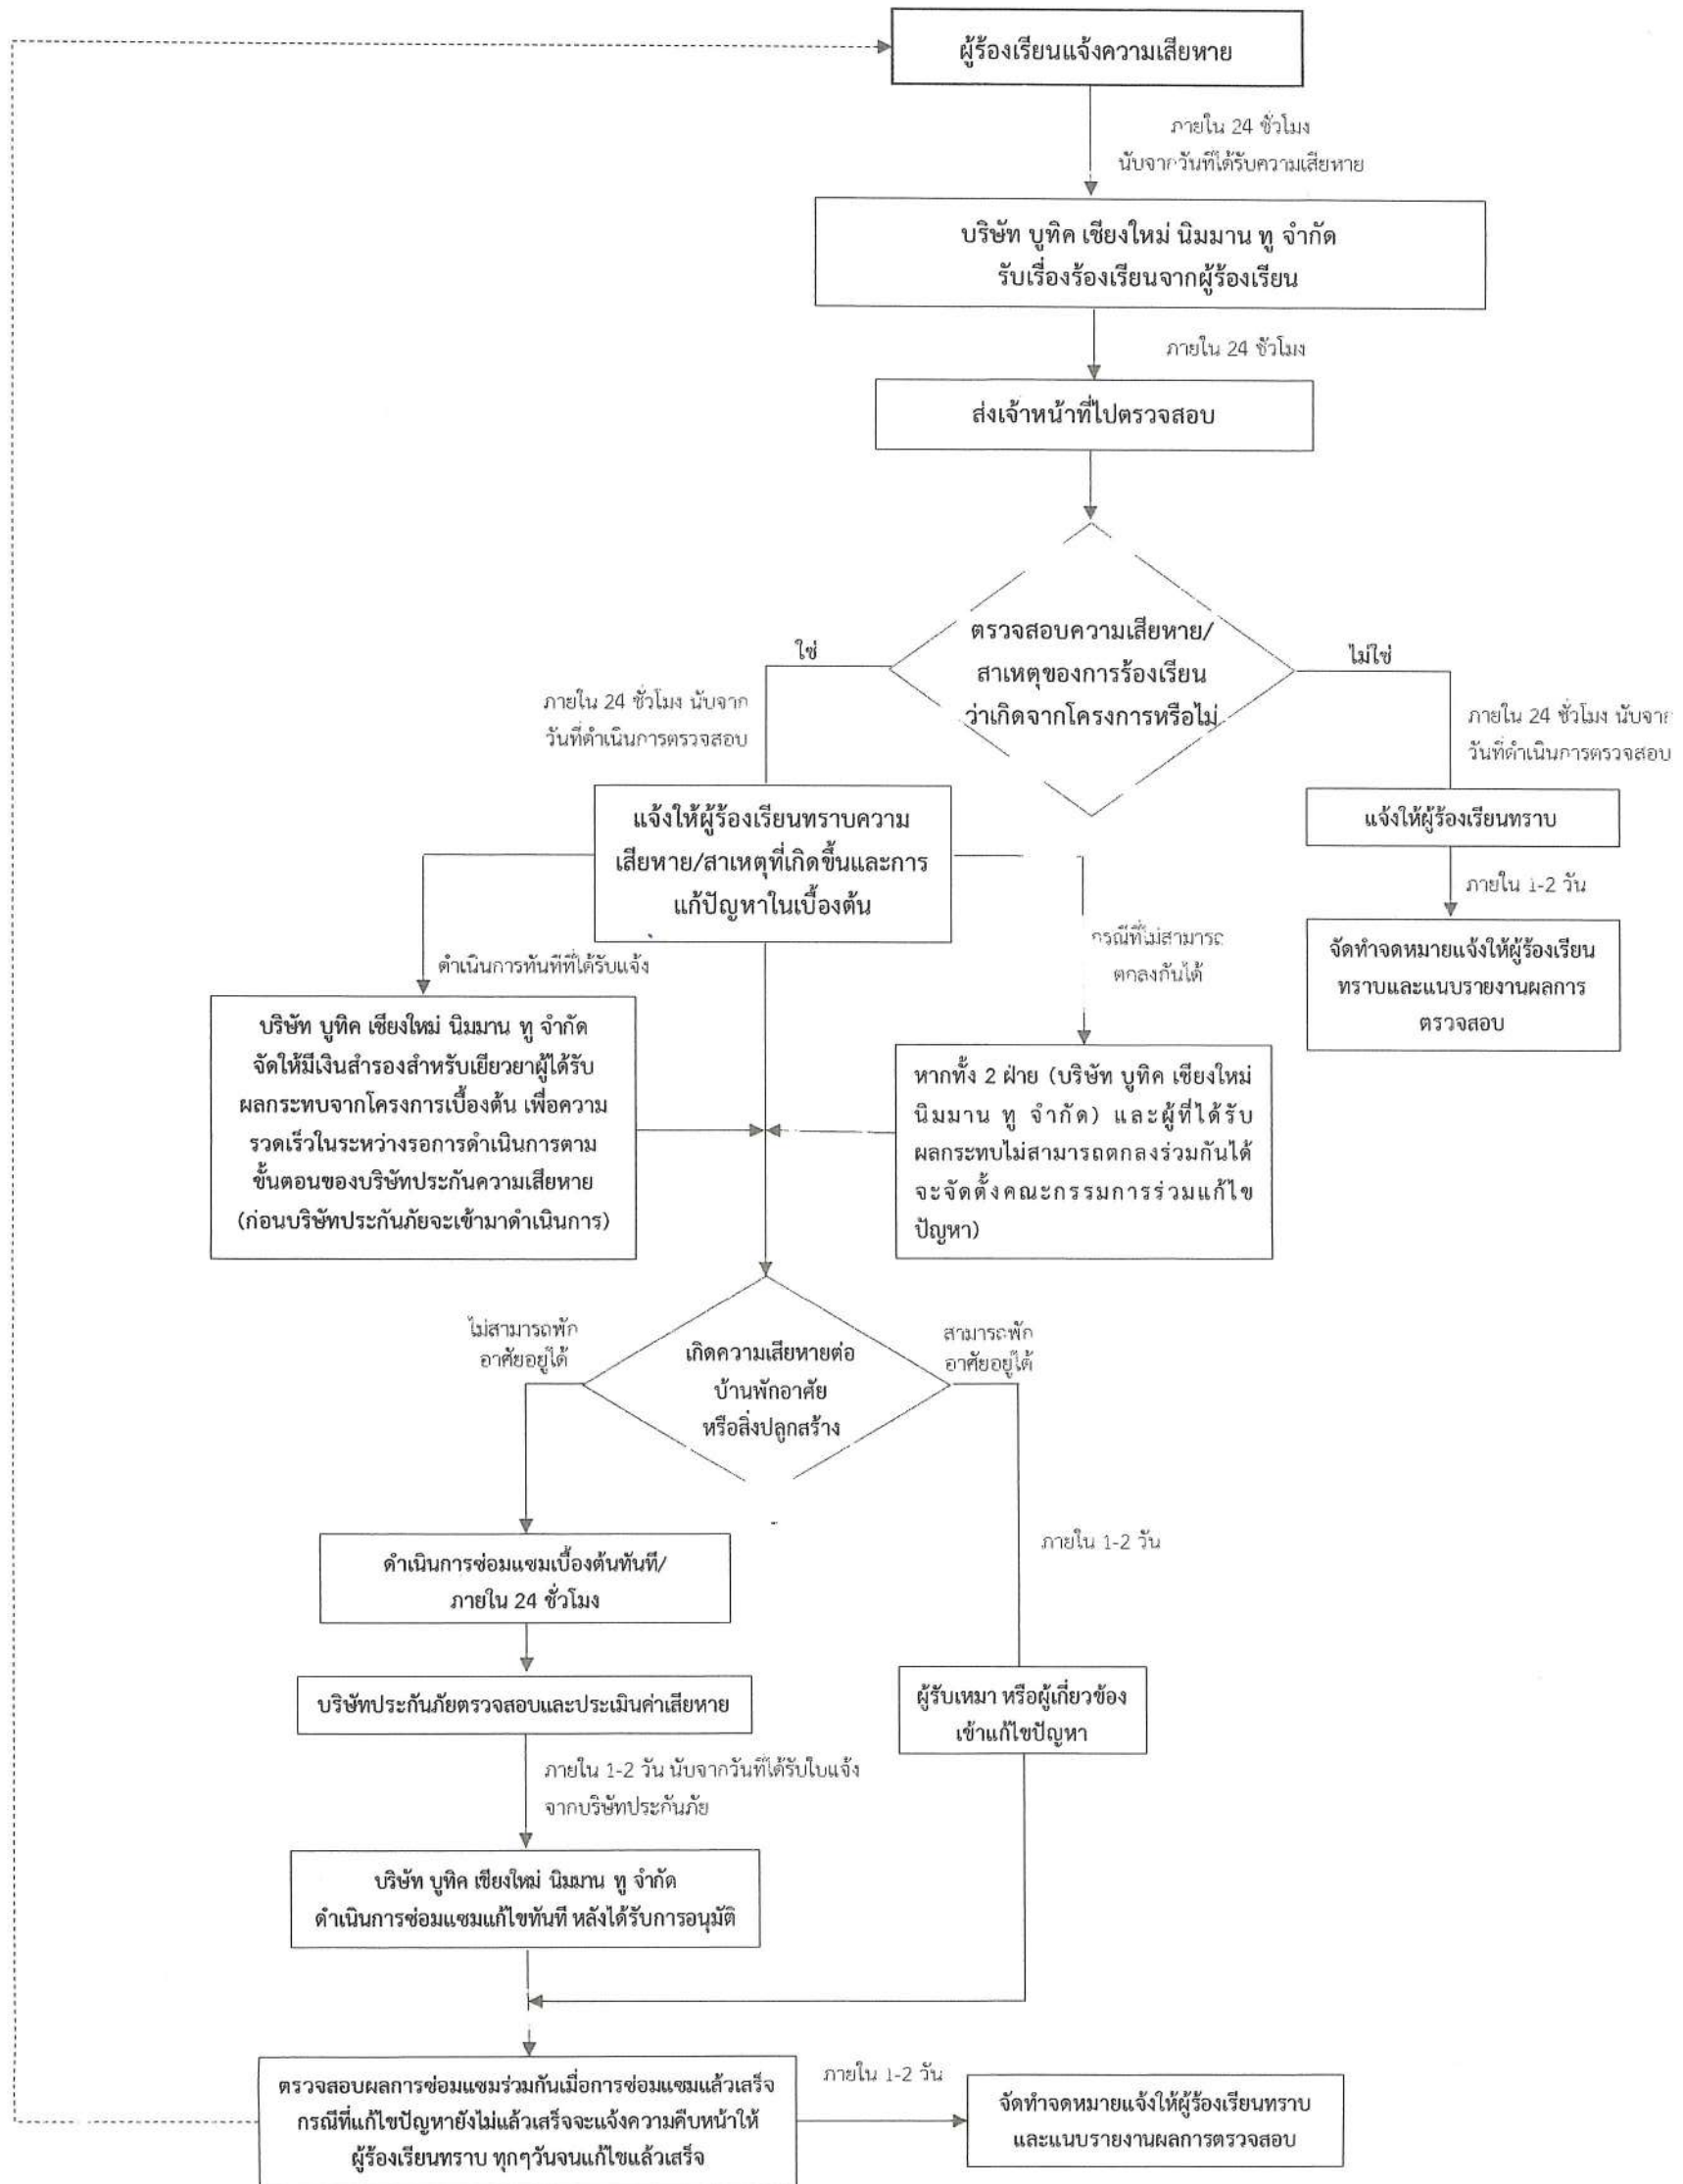 ผู้ร้องเรียนแจ้งความเสียหาย
ภายใน 24 ชั่วโมง
นับจากวันที่ได้รับความเสียหาย
บริษัท บูทิค เชียงใหม่ นิมมาน ทู จำกัด
รับเรื่องร้องเรียนจากผู้ร้องเรียน
ภายใน 24 ชั่วโมง
ส่งเจ้าหน้าที่ไปตรวจสอบ
ตรวจสอบความเสียหาย/
สาเหตุของการร้องเรียน
ว่าเกิดจากโครงการหรือไม่
ใช่
ภายใน 24 ชั่วโมง นับจาก
วันที่ดำเนินการตรวจสอบ
ไม่ใช่
ภายใน 24 ชั่วโมง นับจาก
วันที่ดำเนินการตรวจสอบ
แจ้งให้ผู้ร้องเรียนทราบความ
เสียหาย/สาเหตุที่เกิดขึ้นและการ
แก้ปัญหาในเบื้องต้น
แจ้งให้ผู้ร้องเรียนทราบ
ภายใน 1-2 วัน
จัดทำจดหมายแจ้งให้ผู้ร้องเรียน
ทราบและแนบรายงานผลการ
ตรวจสอบ
ดำเนินการทันทีที่ได้รับแจ้ง
กรณีที่ไม่สามารถ
ตกลงกันได้
บริษัท บูทิค เชียงใหม่ นิมมาน ทู จำกัด
จัดให้มีเงินสำรองสำหรับเยียวยาผู้ได้รับ
ผลกระทบจากโครงการเบื้องต้น เพื่อความ
รวดเร็วในระหว่างรอการดำเนินการตาม
ขั้นตอนของบริษัทประกันความเสียหาย
(ก่อนบริษัทประกันภัยจะเข้ามาดำเนินการ)
หากทั้ง 2 ฝ่าย (บริษัท บูทิค เชียงใหม่
นิมมาน ทู จำกัด) และผู้ที่ได้รับ
ผลกระทบไม่สามารถตกลงร่วมกันได้
จะจัดตั้งคณะกรรมการร่วมแก้ไข
ปัญหา)
เกิดความเสียหายต่อ
บ้านพักอาศัย
หรือสิ่งปลูกสร้าง
ไม่สามารถพัก
อาศัยอยู่ได้
สามารถพัก
อาศัยอยู่ได้
ดำเนินการซ่อมแซมเบื้องต้นทันที/
ภายใน 24 ชั่วโมง
ภายใน 1-2 วัน
บริษัทประกันภัยตรวจสอบและประเมินค่าเสียหาย
ผู้รับเหมา หรือผู้เกี่ยวข้อง
เข้าแก้ไขปัญหา
ภายใน 1-2 วัน นับจากวันที่ได้รับใบแจ้ง
จากบริษัทประกันภัย
บริษัท บูทิค เชียงใหม่ นิมมาน ทู จำกัด
ดำเนินการซ่อมแซมแก้ไขทันที หลังได้รับการอนุมัติ
ตรวจสอบผลการซ่อมแซมร่วมกันเมื่อการซ่อมแซมแล้วเสร็จ
กรณีที่แก้ไขปัญหายังไม่แล้วเสร็จจะแจ้งความคืบหน้าให้
ผู้ร้องเรียนทราบ ทุกๆวันจนแก้ไขแล้วเสร็จ
ภายใน 1-2 วัน
จัดทำจดหมายแจ้งให้ผู้ร้องเรียนทราบ
และแนบรายงานผลการตรวจสอบ